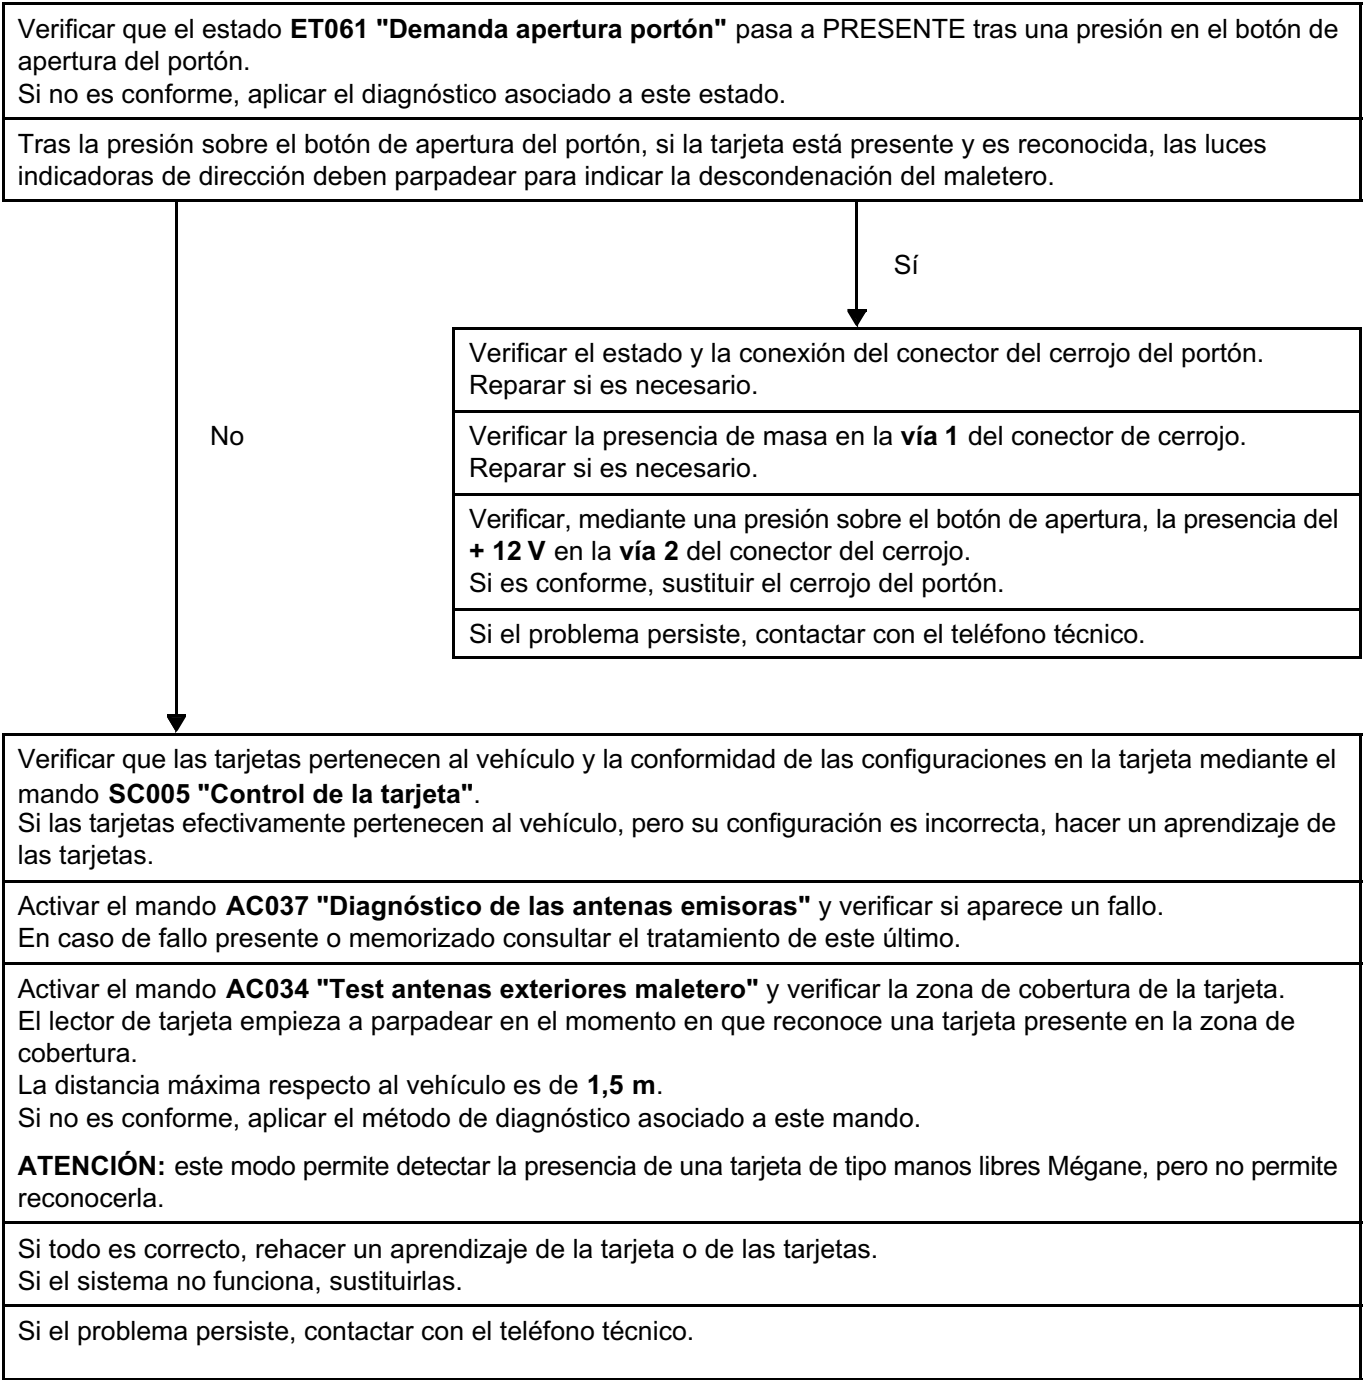 Verificar que el estado ET061 "Demanda apertura portón" pasa a PRESENTE tras una presión en el botón de
apertura del portón.
Si no es conforme, aplicar el diagnóstico asociado a este estado.
Tras la presión sobre el botón de apertura del portón, si la tarjeta está presente y es reconocida, las luces
indicadoras de dirección deben parpadear para indicar la descondenación del maletero.
Sí
Verificar el estado y la conexión del conector del cerrojo del portón.
Reparar si es necesario.
No
Verificar la presencia de masa en la vía 1 del conector de cerrojo.
Reparar si es necesario.
Verificar, mediante una presión sobre el botón de apertura, la presencia del
+ 12 V en la vía 2 del conector del cerrojo.
Si es conforme, sustituir el cerrojo del portón.
Si el problema persiste, contactar con el teléfono técnico.
Verificar que las tarjetas pertenecen al vehículo y la conformidad de las configuraciones en la tarjeta mediante el
mando SC005 "Control de la tarjeta".
Si las tarjetas efectivamente pertenecen al vehículo, pero su configuración es incorrecta, hacer un aprendizaje de
las tarjetas.
Activar el mando AC037 "Diagnóstico de las antenas emisoras" y verificar si aparece un fallo.
En caso de fallo presente o memorizado consultar el tratamiento de este último.
Activar el mando AC034 "Test antenas exteriores maletero" y verificar la zona de cobertura de la tarjeta.
El lector de tarjeta empieza a parpadear en el momento en que reconoce una tarjeta presente en la zona de
cobertura.
La distancia máxima respecto al vehículo es de 1,5 m.
Si no es conforme, aplicar el método de diagnóstico asociado a este mando.
ATENCIÓN: este modo permite detectar la presencia de una tarjeta de tipo manos libres Mégane, pero no permite
reconocerla.
Si todo es correcto, rehacer un aprendizaje de la tarjeta o de las tarjetas.
Si el sistema no funciona, sustituirlas.
Si el problema persiste, contactar con el teléfono técnico.